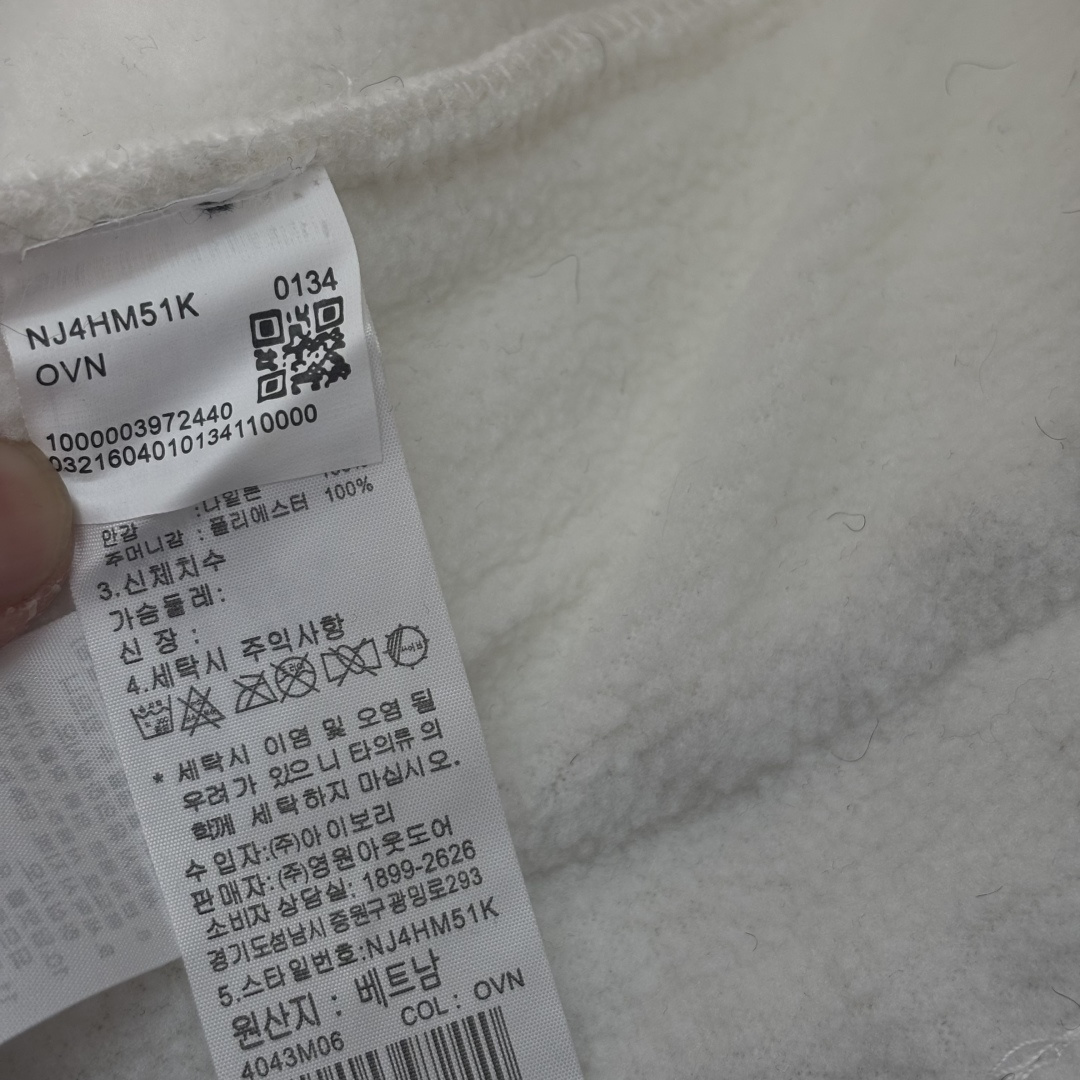 0134
NJ4HM51K
OVN
1000003972440
0321604010134110000
:나일론 100%
안감
주머니감 : 폴리에스터 100%
3.신체치수
가슴둘레:
신 장 :
4.세탁시 주의사항
* 세탁시 이염 및 오염 될
우려가 있으니 타의류의
함께 세탁하지 마십시오.
수입자:(주)아이보리
판매자:(주)영원아웃도어
소비자 상담실: 1899-2626
경기도성남시중원구광명로293
5.스타일번호:NJ4HM51K
원산지 : 베트남
COL: OVN
4043M06